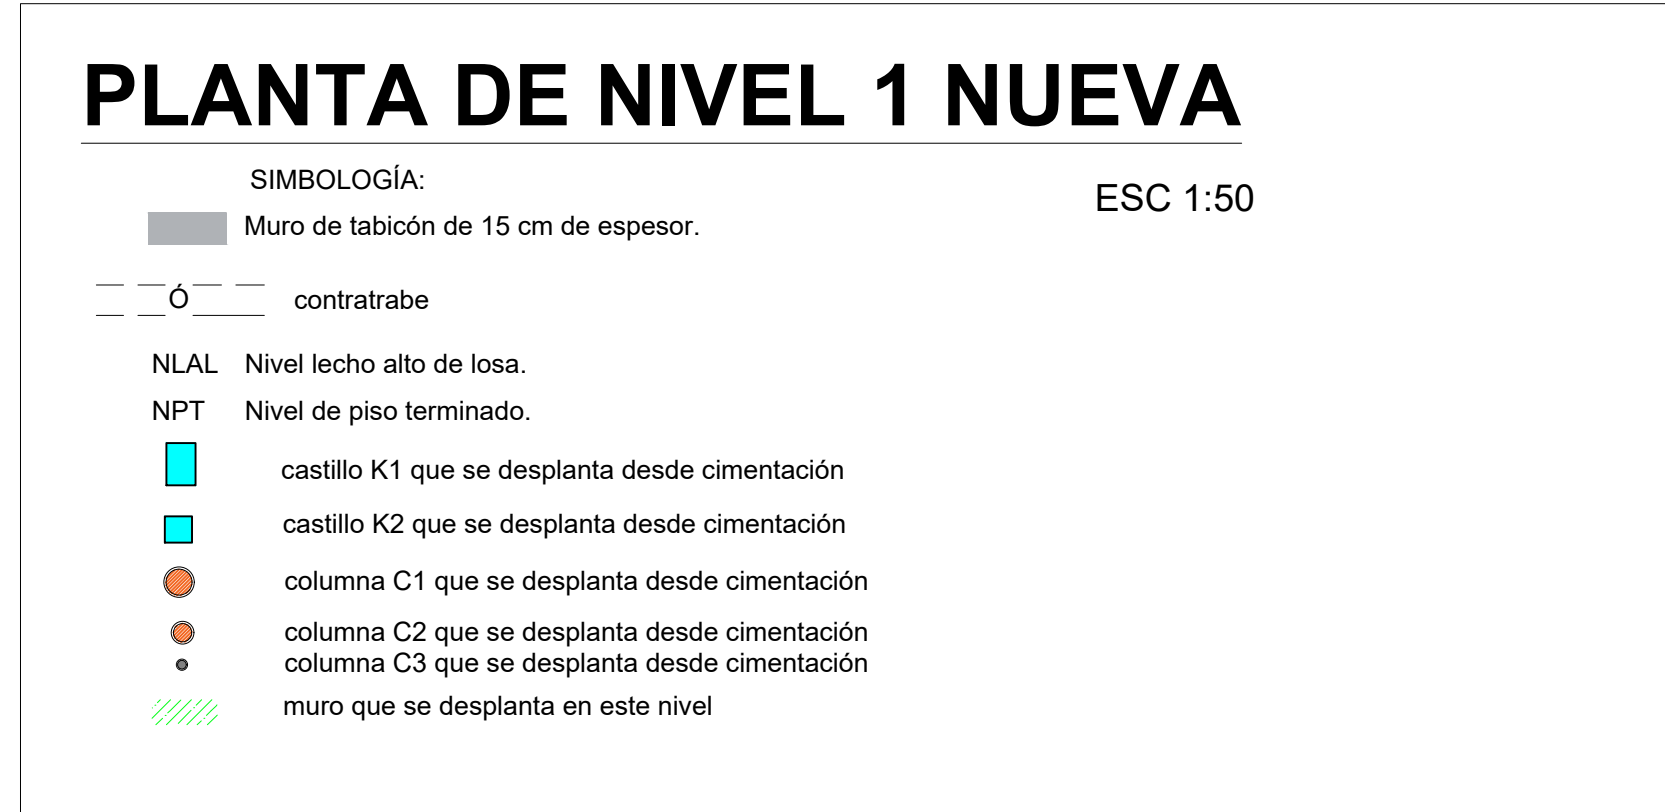 PLANTA DE NIVEL 1 NUEVA
SIMBOLOGÍA:
ESC 1:50
Muro de tabicón de 15 cm de espesor.
Ó contratrabe
NLAL Nivel lecho alto de losa.
NPT Nivel de piso terminado.
castillo K1 que se desplanta desde cimentación
castillo K2 que se desplanta desde cimentación
columna C1 que se desplanta desde cimentación
columna C2 que se desplanta desde cimentación
columna C3 que se desplanta desde cimentación
muro que se desplanta en este nivel